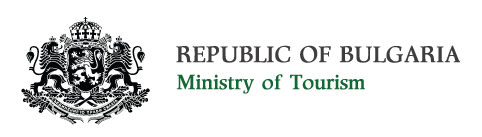 REPUBLIC OF BULGARIA
Ministry of Tourism